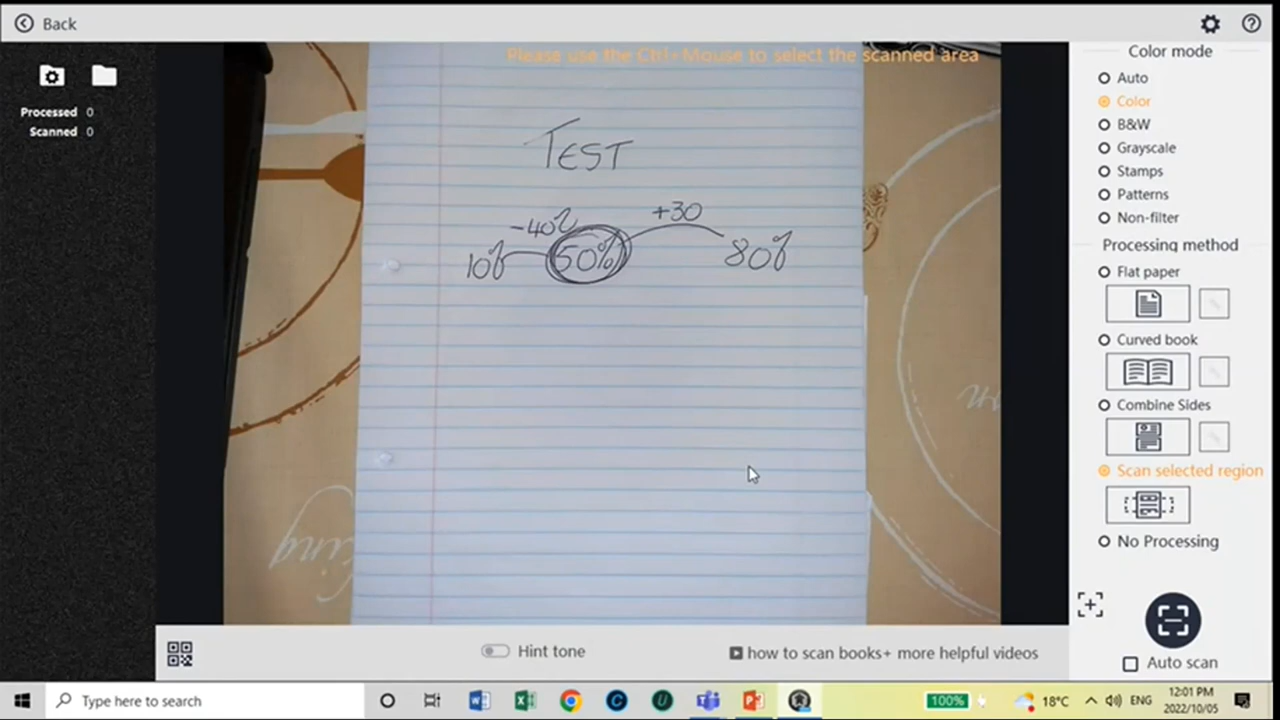 Back
Please use the Ctrl+Mouse to select the scanned area
Processed 0
Scanned 0
TEST
-40% +30
10% 50% 80%
Color mode
Auto
Color
B&W
Grayscale
Stamps
Patterns
Non-filter
Processing method
Flat paper
Curved book
Combine Sides
Scan selected region
No Processing
Auto scan
Hint tone
how to scan books+ more helpful videos
Type here to search
100%
18°C
ENG
12:01 PM
2022/10/05